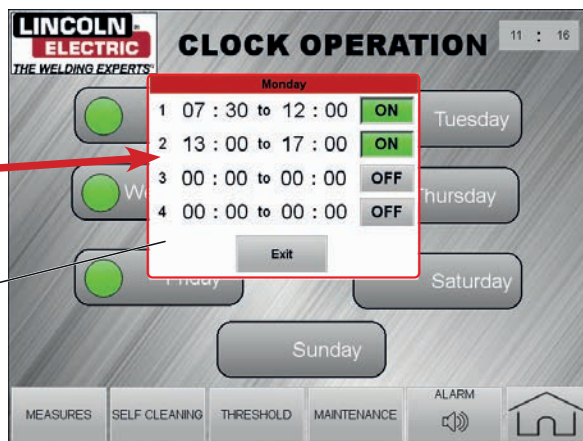 LINCOLN
ELECTRIC
THE WELDING EXPERTS®
CLOCK OPERATION
11 : 16
Monday
1 07 : 30 to 12 : 00 ON
2 13 : 00 to 17 : 00 ON
3 00 : 00 to 00 : 00 OFF
4 00 : 00 to 00 : 00 OFF
Exit
Tuesday
Thursday
Friday
Saturday
Sunday
MEASURES
SELF CLEANING
THRESHOLD
MAINTENANCE
ALARM